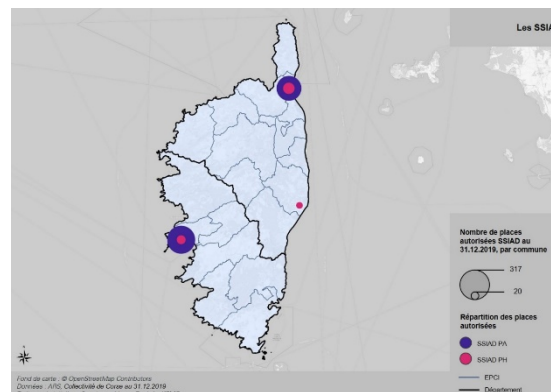 Les SSIA
Nombre de places
autorisées SSIAD au
31.12.2019, par commune
317
20
Répartition des places
autorisées
SSIAD PA
SSIAD PH
EPCI
Département
Fond de carte : © OpenStreetMap Contributors
Données : ARS, Collectivité de Corse au 31.12.2019